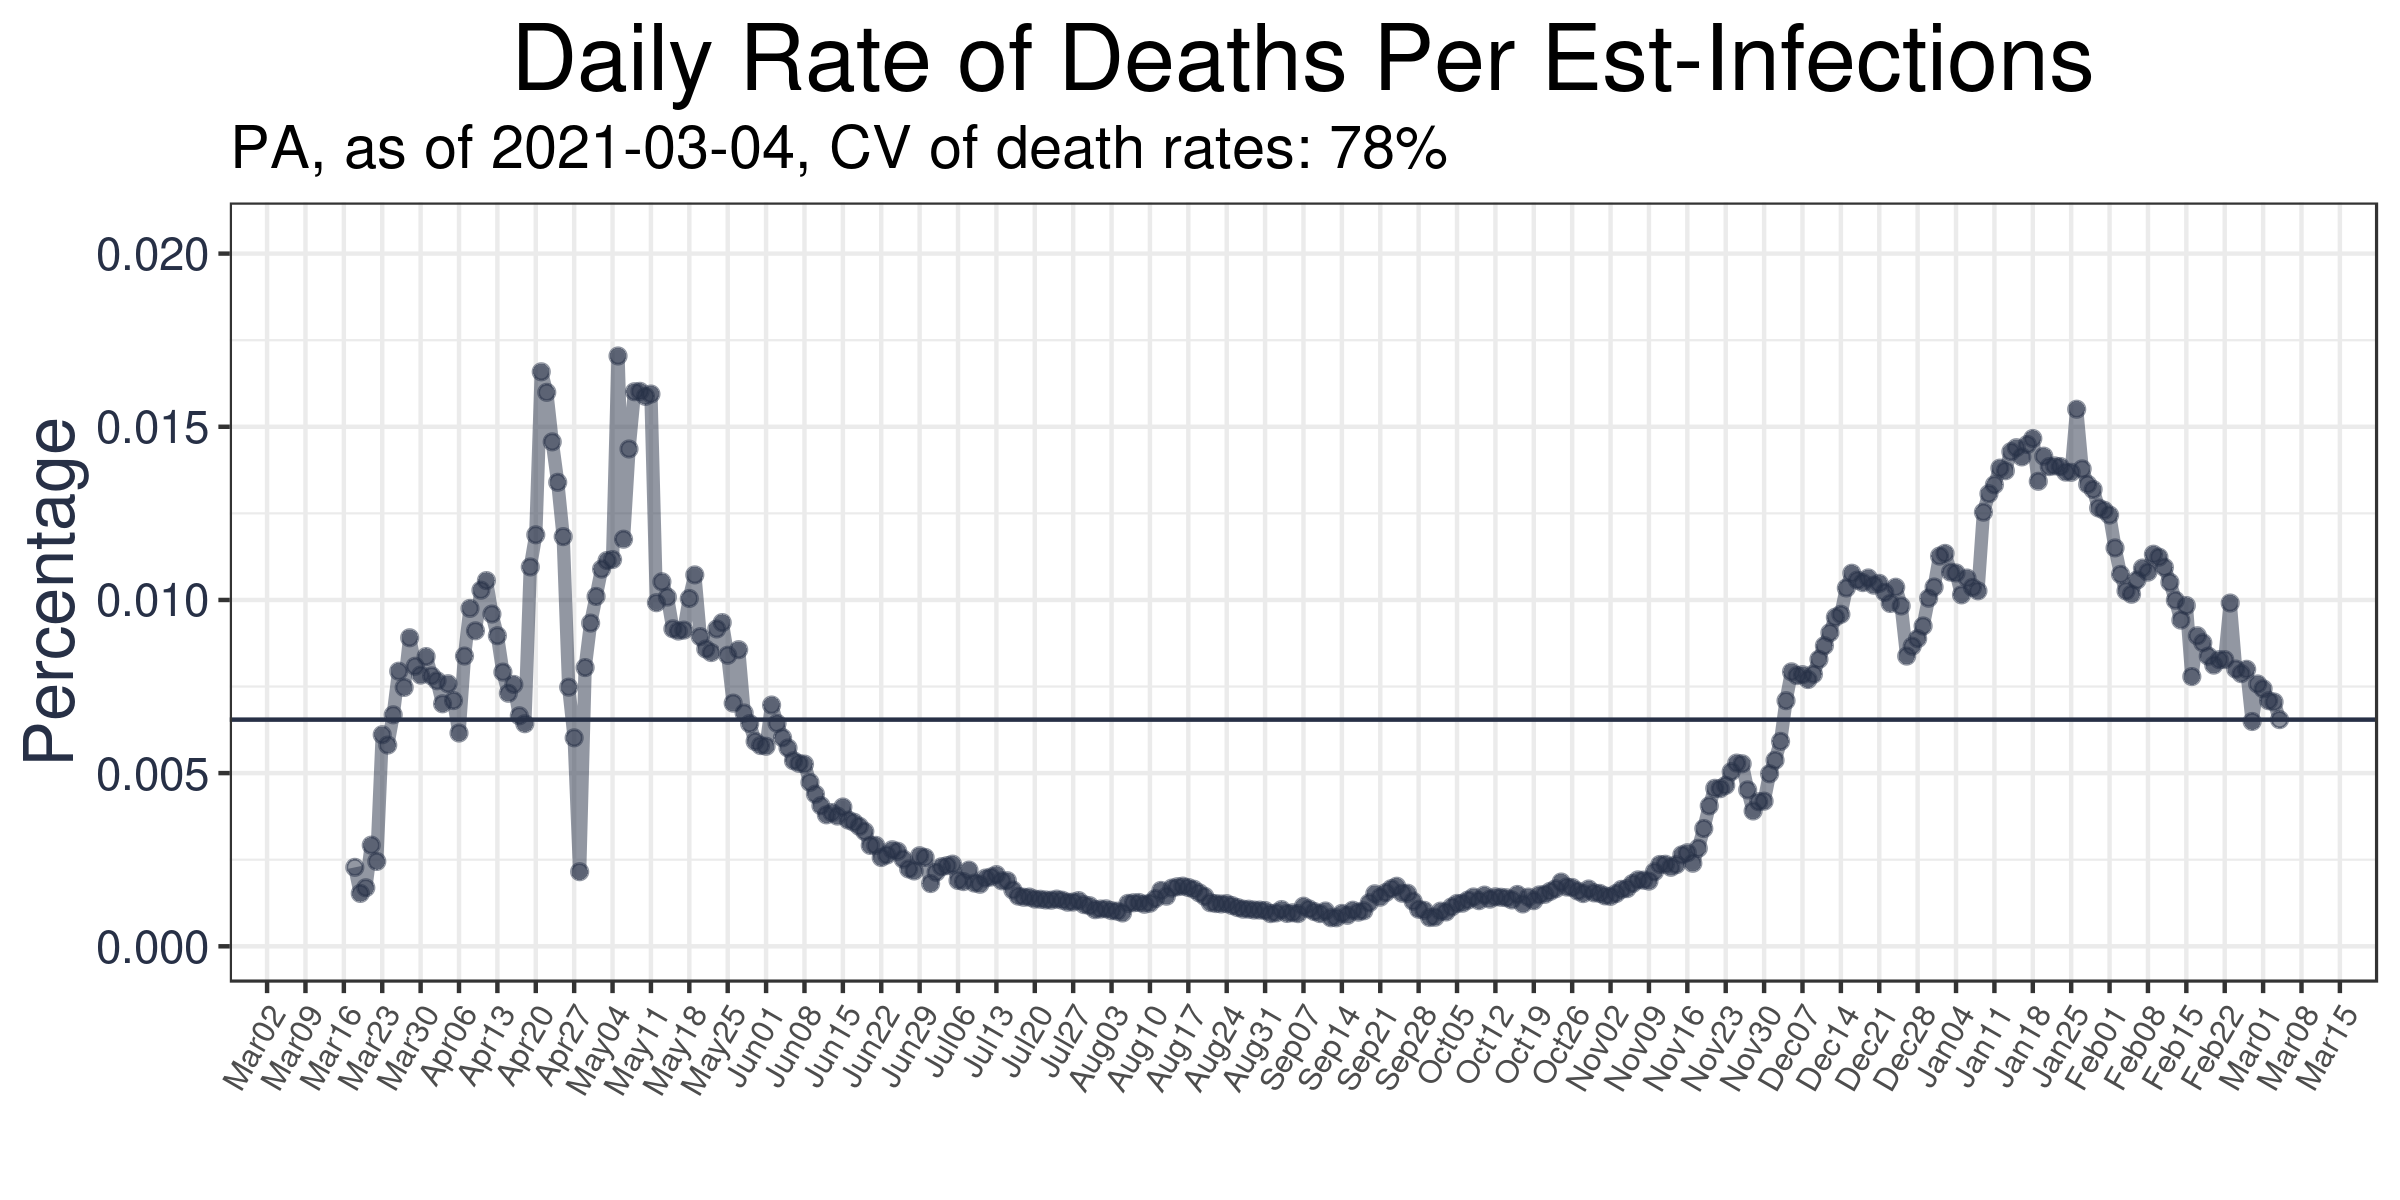 Daily Rate of Deaths Per Est-Infections
PA, as of 2021-03-04, CV of death rates: 78%
Percentage
0.020
0.015
0.010
0.005
0.000
Mar02
Mar09
Mar16
Mar23
Mar30
Apr06
Apr13
Apr20
Apr27
May04
May11
May18
May25
Jun01
Jun08
Jun15
Jun22
Jun29
Jul06
Jul13
Jul20
Jul27
Aug03
Aug10
Aug17
Aug24
Aug31
Sep07
Sep14
Sep21
Sep28
Oct05
Oct12
Oct19
Oct26
Nov02
Nov09
Nov16
Nov23
Nov30
Dec07
Dec14
Dec21
Dec28
Jan04
Jan11
Jan18
Jan25
Feb01
Feb08
Feb15
Feb22
Mar01
Mar08
Mar15